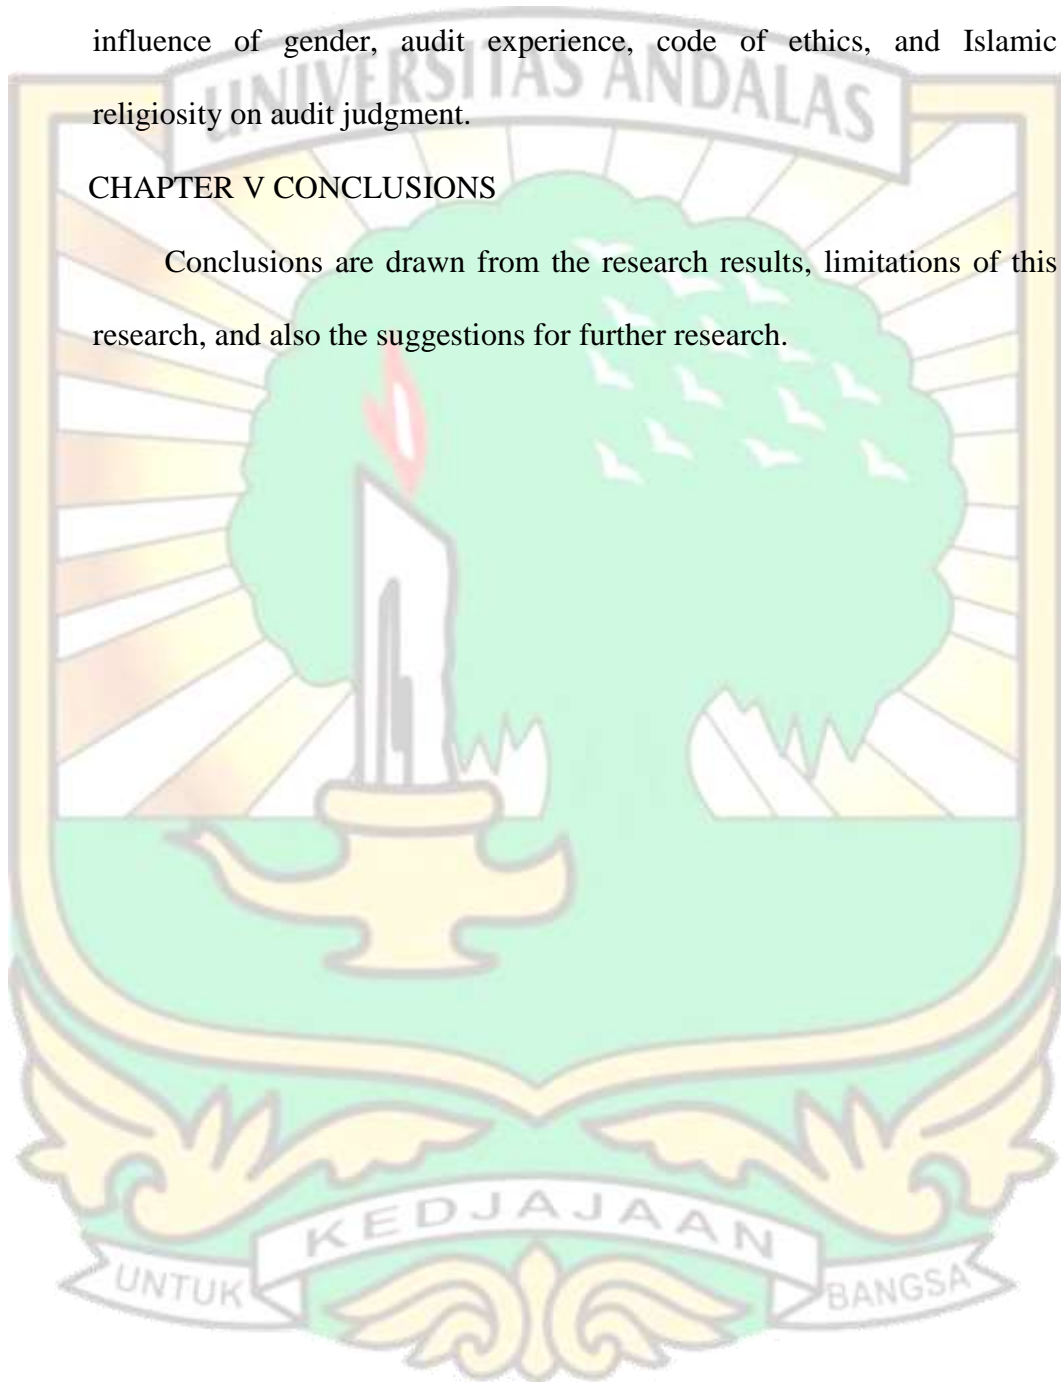 influence of gender, audit experience, code of ethics, and Islamic
UNIVERSITAS ANDALAS
religiosity on audit judgment.
CHAPTER V CONCLUSIONS
Conclusions are drawn from the research results, limitations of this
research, and also the suggestions for further research.
KEDJAJAAN
UNTUK
BANGSA